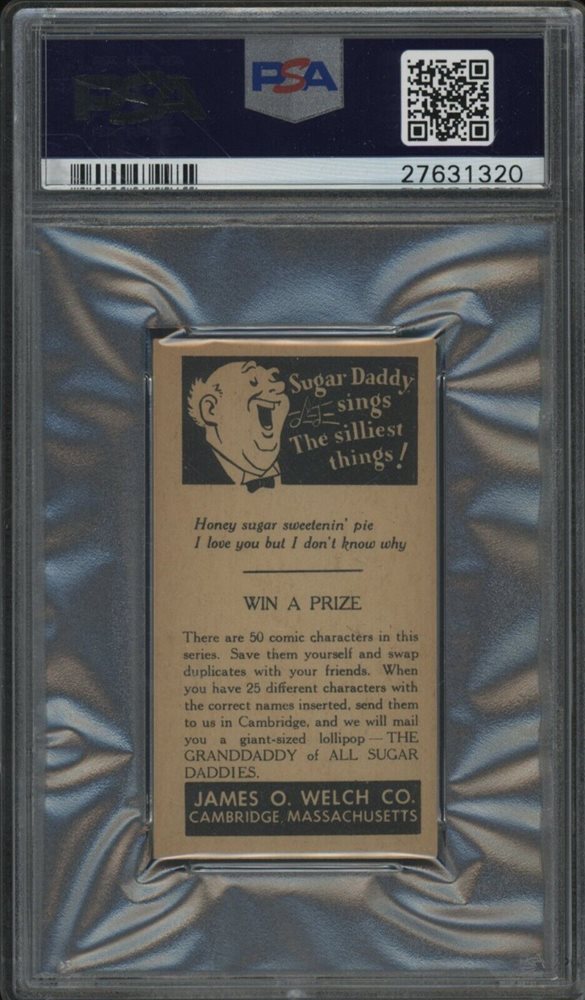 PSA
PSA
27631320
Sugar Daddy
sings
The silliest
things!
Honey sugar sweetenin' pie
I love you but I don't know why
WIN A PRIZE
There are 50 comic characters in this
series. Save them yourself and swap
duplicates with your friends. When
you have 25 different characters with
the correct names inserted, send them
to us in Cambridge, and we will mail
you a giant-sized lollipop — THE
GRANDDADDY of ALL SUGAR
DADDIES.
JAMES O. WELCH CO.
CAMBRIDGE, MASSACHUSETTS